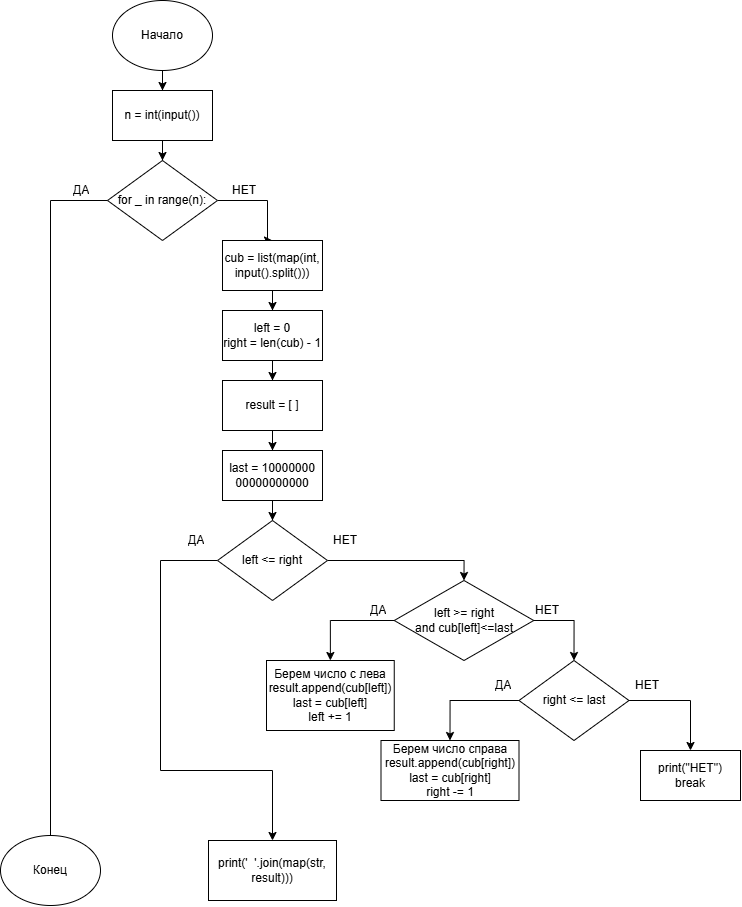 Начало
n = int(input())
ДА
НЕТ
for _ in range(n):
cub = list(map(int,
input().split()))
left = 0
right = len(cub) - 1
result = [ ]
last = 10000000
00000000000
ДА
НЕТ
left <= right
ДА
НЕТ
left >= right
and cub[left]<=last
Берем число с лева
result.append(cub[left])
last = cub[left]
left += 1
ДА
НЕТ
right <= last
Берем число справа
result.append(cub[right])
last = cub[right]
right -= 1
print("НЕТ")
break
print(' '.join(map(str,
result)))
Конец